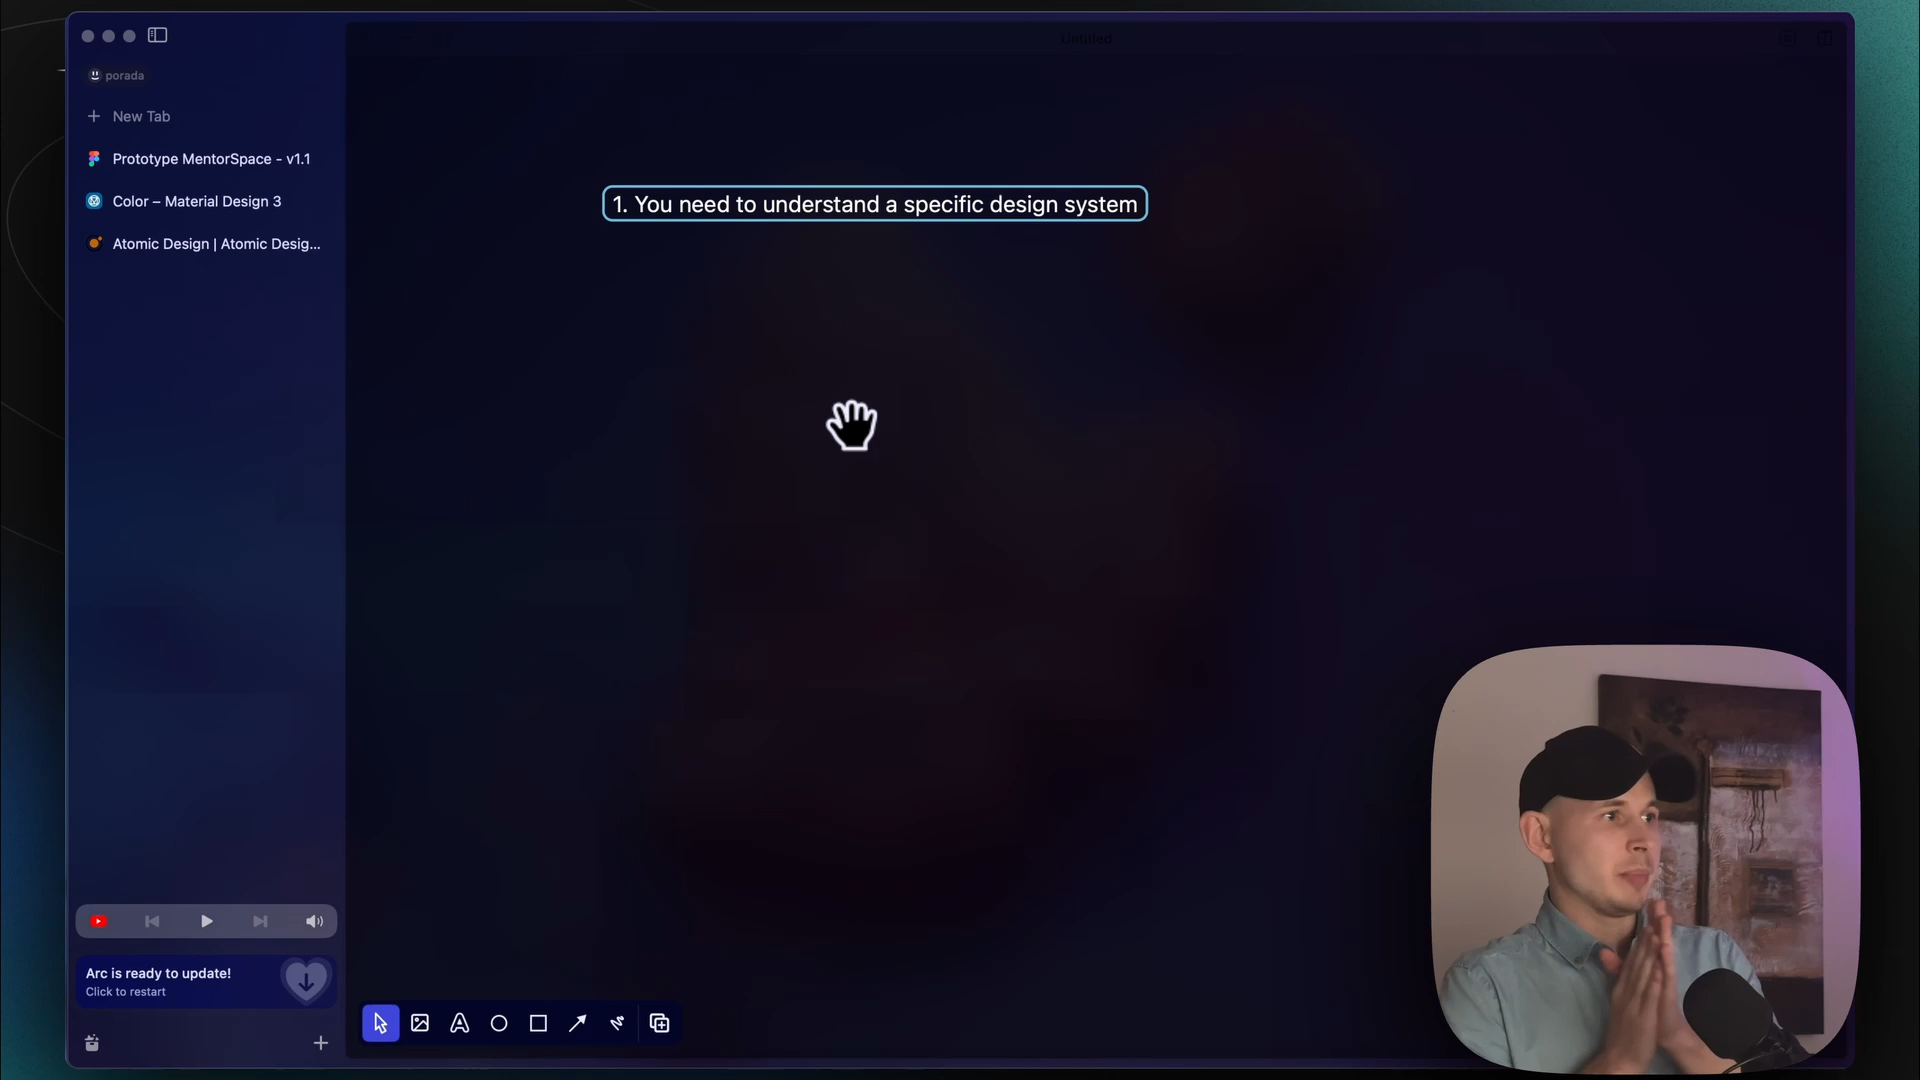 Untitled
porada
New Tab
Prototype MentorSpace - v1.1
Color – Material Design 3
Atomic Design | Atomic Desig...
1. You need to understand a specific design system
Arc is ready to update!
Click to restart